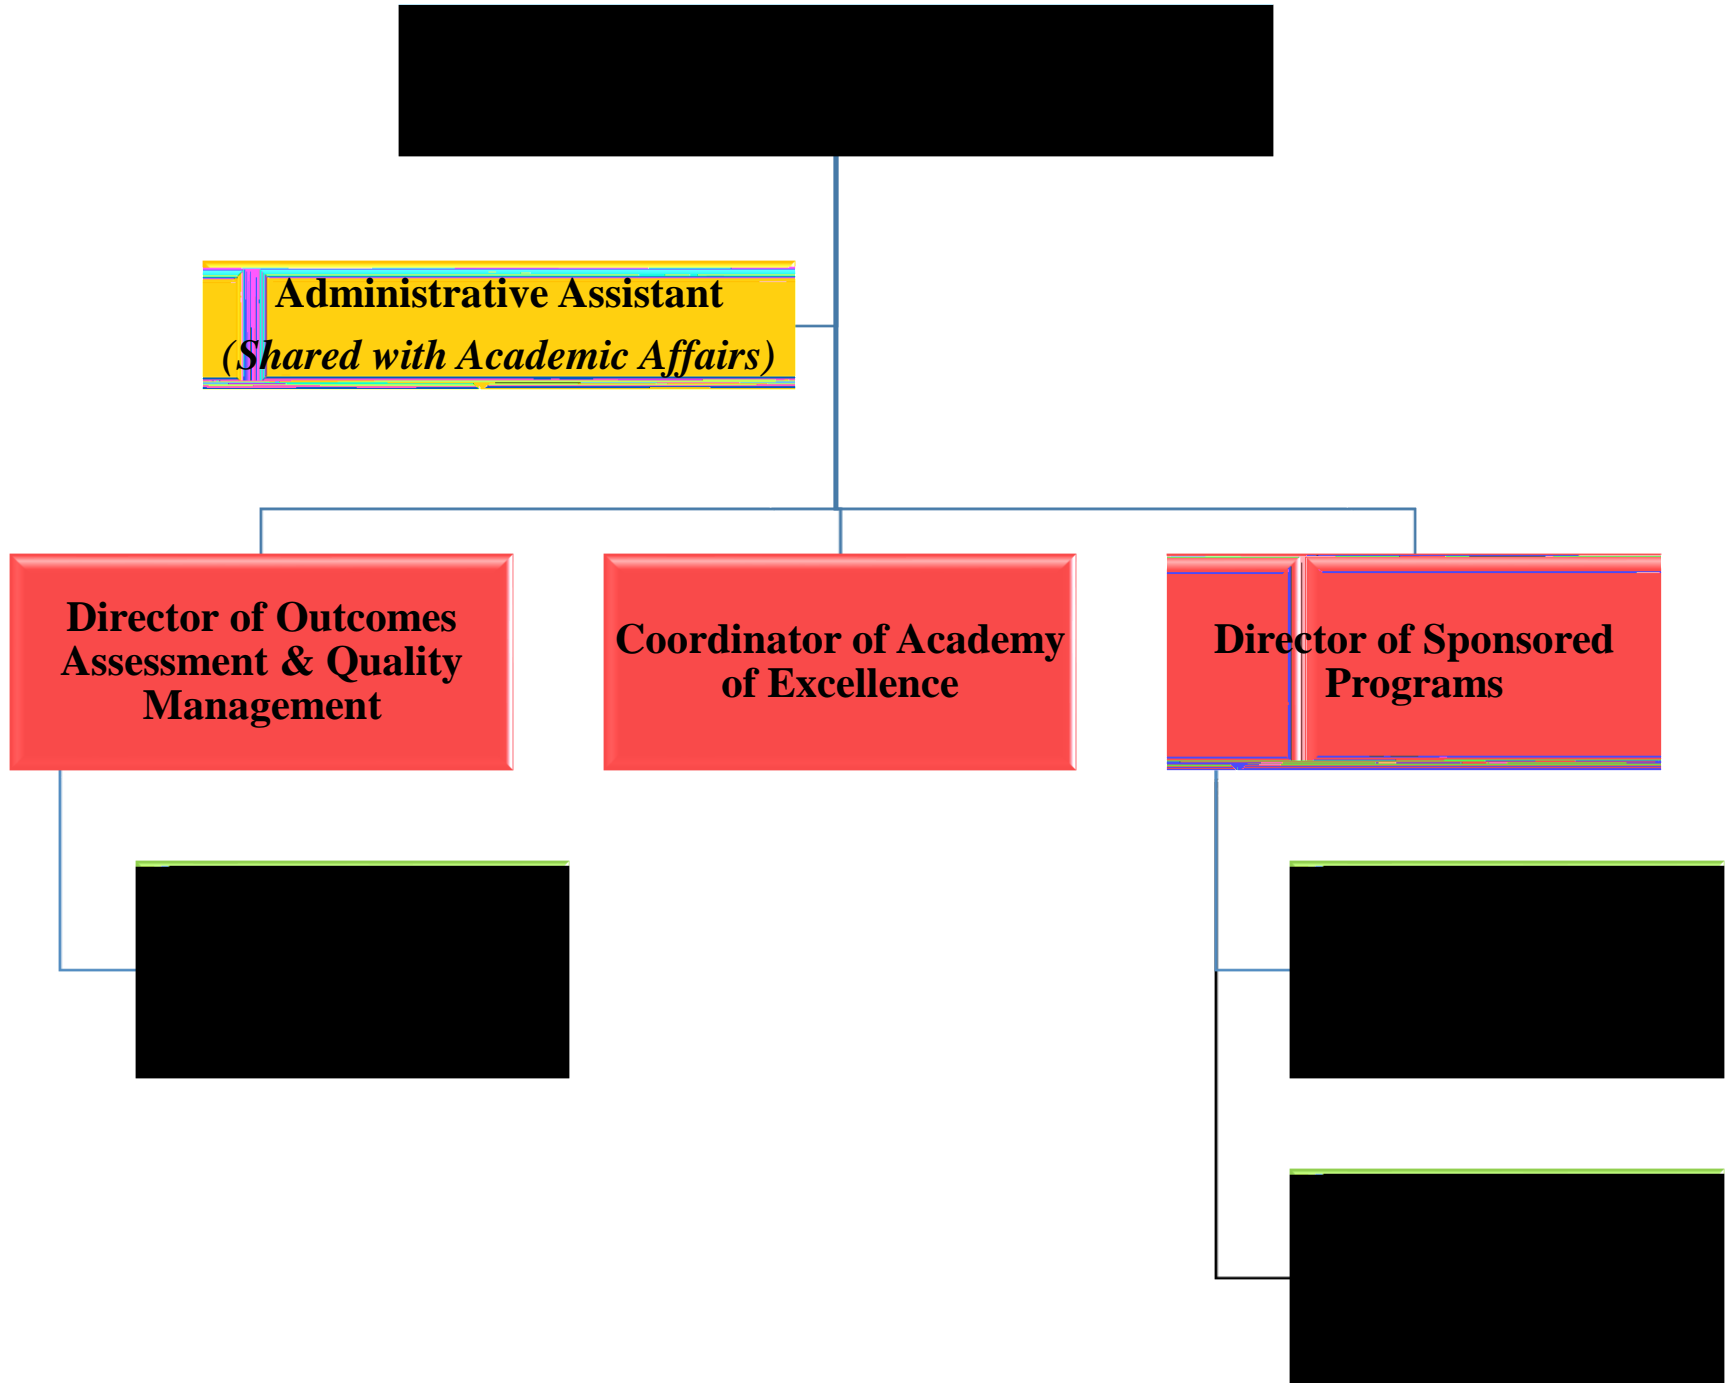 Administrative Assistant
(Shared with Academic Affairs)
Director of Outcomes
Assessment & Quality
Management
Coordinator of Academy
of Excellence
Director of Sponsored
Programs